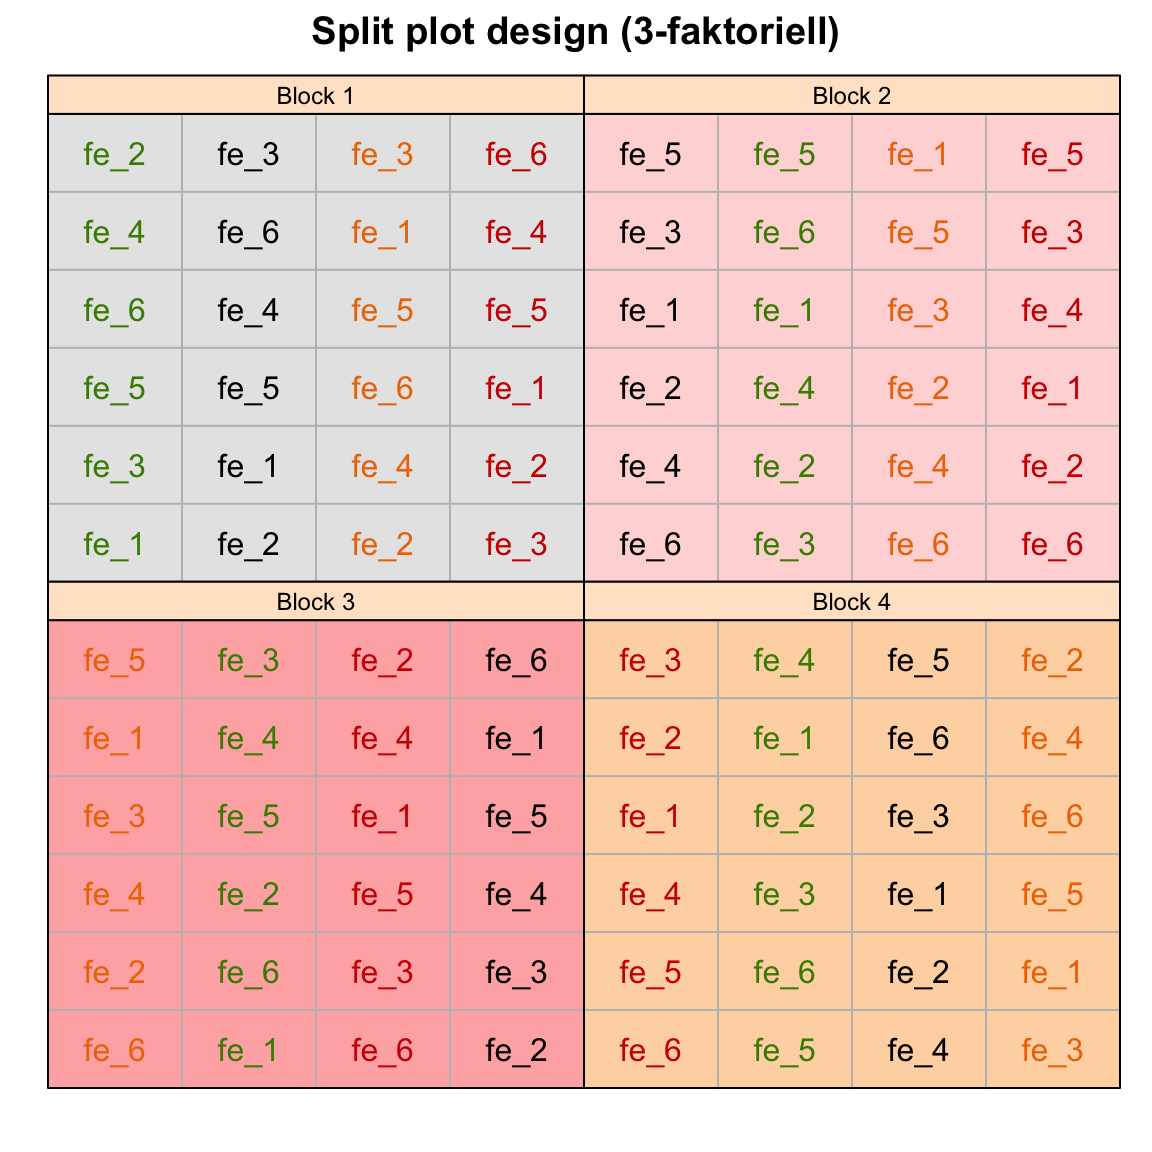 Split plot design (3-faktoriell)
Block 1 Block 2
fe_2 fe_3 fe_3 fe_6 fe_5 fe_5 fe_1 fe_5
fe_4 fe_6 fe_1 fe_4 fe_3 fe_6 fe_5 fe_3
fe_6 fe_4 fe_5 fe_5 fe_1 fe_1 fe_3 fe_4
fe_5 fe_5 fe_6 fe_1 fe_2 fe_4 fe_2 fe_1
fe_3 fe_1 fe_4 fe_2 fe_4 fe_2 fe_4 fe_2
fe_1 fe_2 fe_2 fe_3 fe_6 fe_3 fe_6 fe_6
Block 3 Block 4
fe_5 fe_3 fe_2 fe_6 fe_3 fe_4 fe_5 fe_2
fe_1 fe_4 fe_4 fe_1 fe_2 fe_1 fe_6 fe_4
fe_3 fe_5 fe_1 fe_5 fe_1 fe_2 fe_3 fe_6
fe_4 fe_2 fe_5 fe_4 fe_4 fe_3 fe_1 fe_5
fe_2 fe_6 fe_3 fe_3 fe_5 fe_6 fe_2 fe_1
fe_6 fe_1 fe_6 fe_2 fe_6 fe_5 fe_4 fe_3